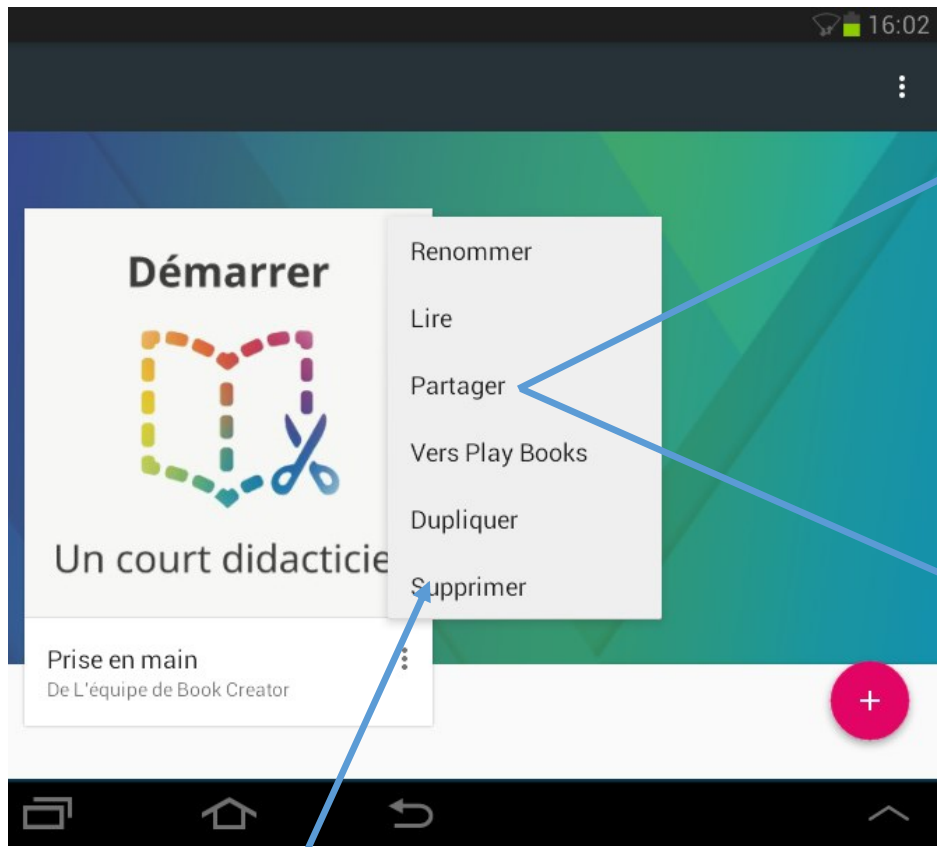 16:02
Démarrer
Un court didacticie
Prise en main
De L'équipe de Book Creator
Renommer
Lire
Partager
Vers Play Books
Dupliquer
Supprimer